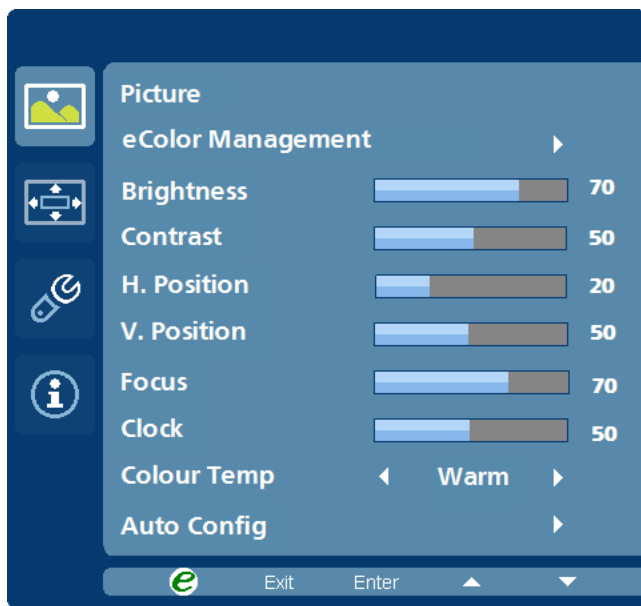 Picture
eColor Management
Brightness 70
Contrast 50
H. Position 20
V. Position 50
Focus 70
Clock 50
Colour Temp Warm
Auto Config
e Exit Enter